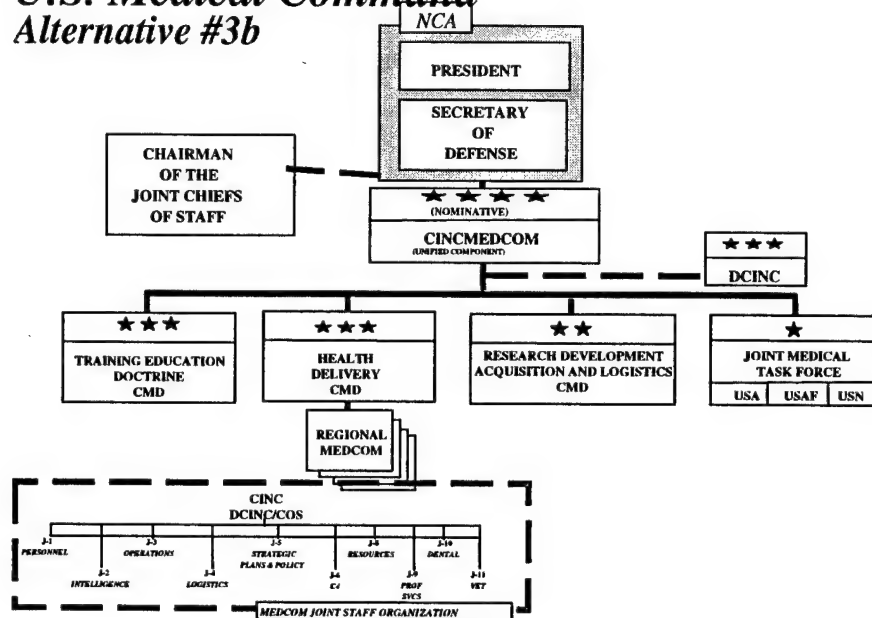 U.S. Medical Command
Alternative #3b
NCA
PRESIDENT
SECRETARY
OF
DEFENSE
CHAIRMAN
OF THE
JOINT CHIEFS
OF STAFF
(NOMINATIVE)
CINCMEDCOM
(UNIFIED COMPONENT)
DCINC
TRAINING EDUCATION
DOCTRINE
CMD
HEALTH
DELIVERY
CMD
RESEARCH DEVELOPMENT
ACQUISITION AND LOGISTICS
CMD
JOINT MEDICAL
TASK FORCE
USA USAF USN
REGIONAL
MEDCOM
CINC
DCINC/COS
J-1
PERSONNEL
J-2
INTELLIGENCE
J-3
OPERATIONS
J-4
LOGISTICS
J-5
STRATEGIC
PLANS & POLICY
J-6
C4
J-8
RESOURCES
J-9
PROF
SVCS
J-10
DENTAL
J-11
VET
MEDCOM JOINT STAFF ORGANIZATION